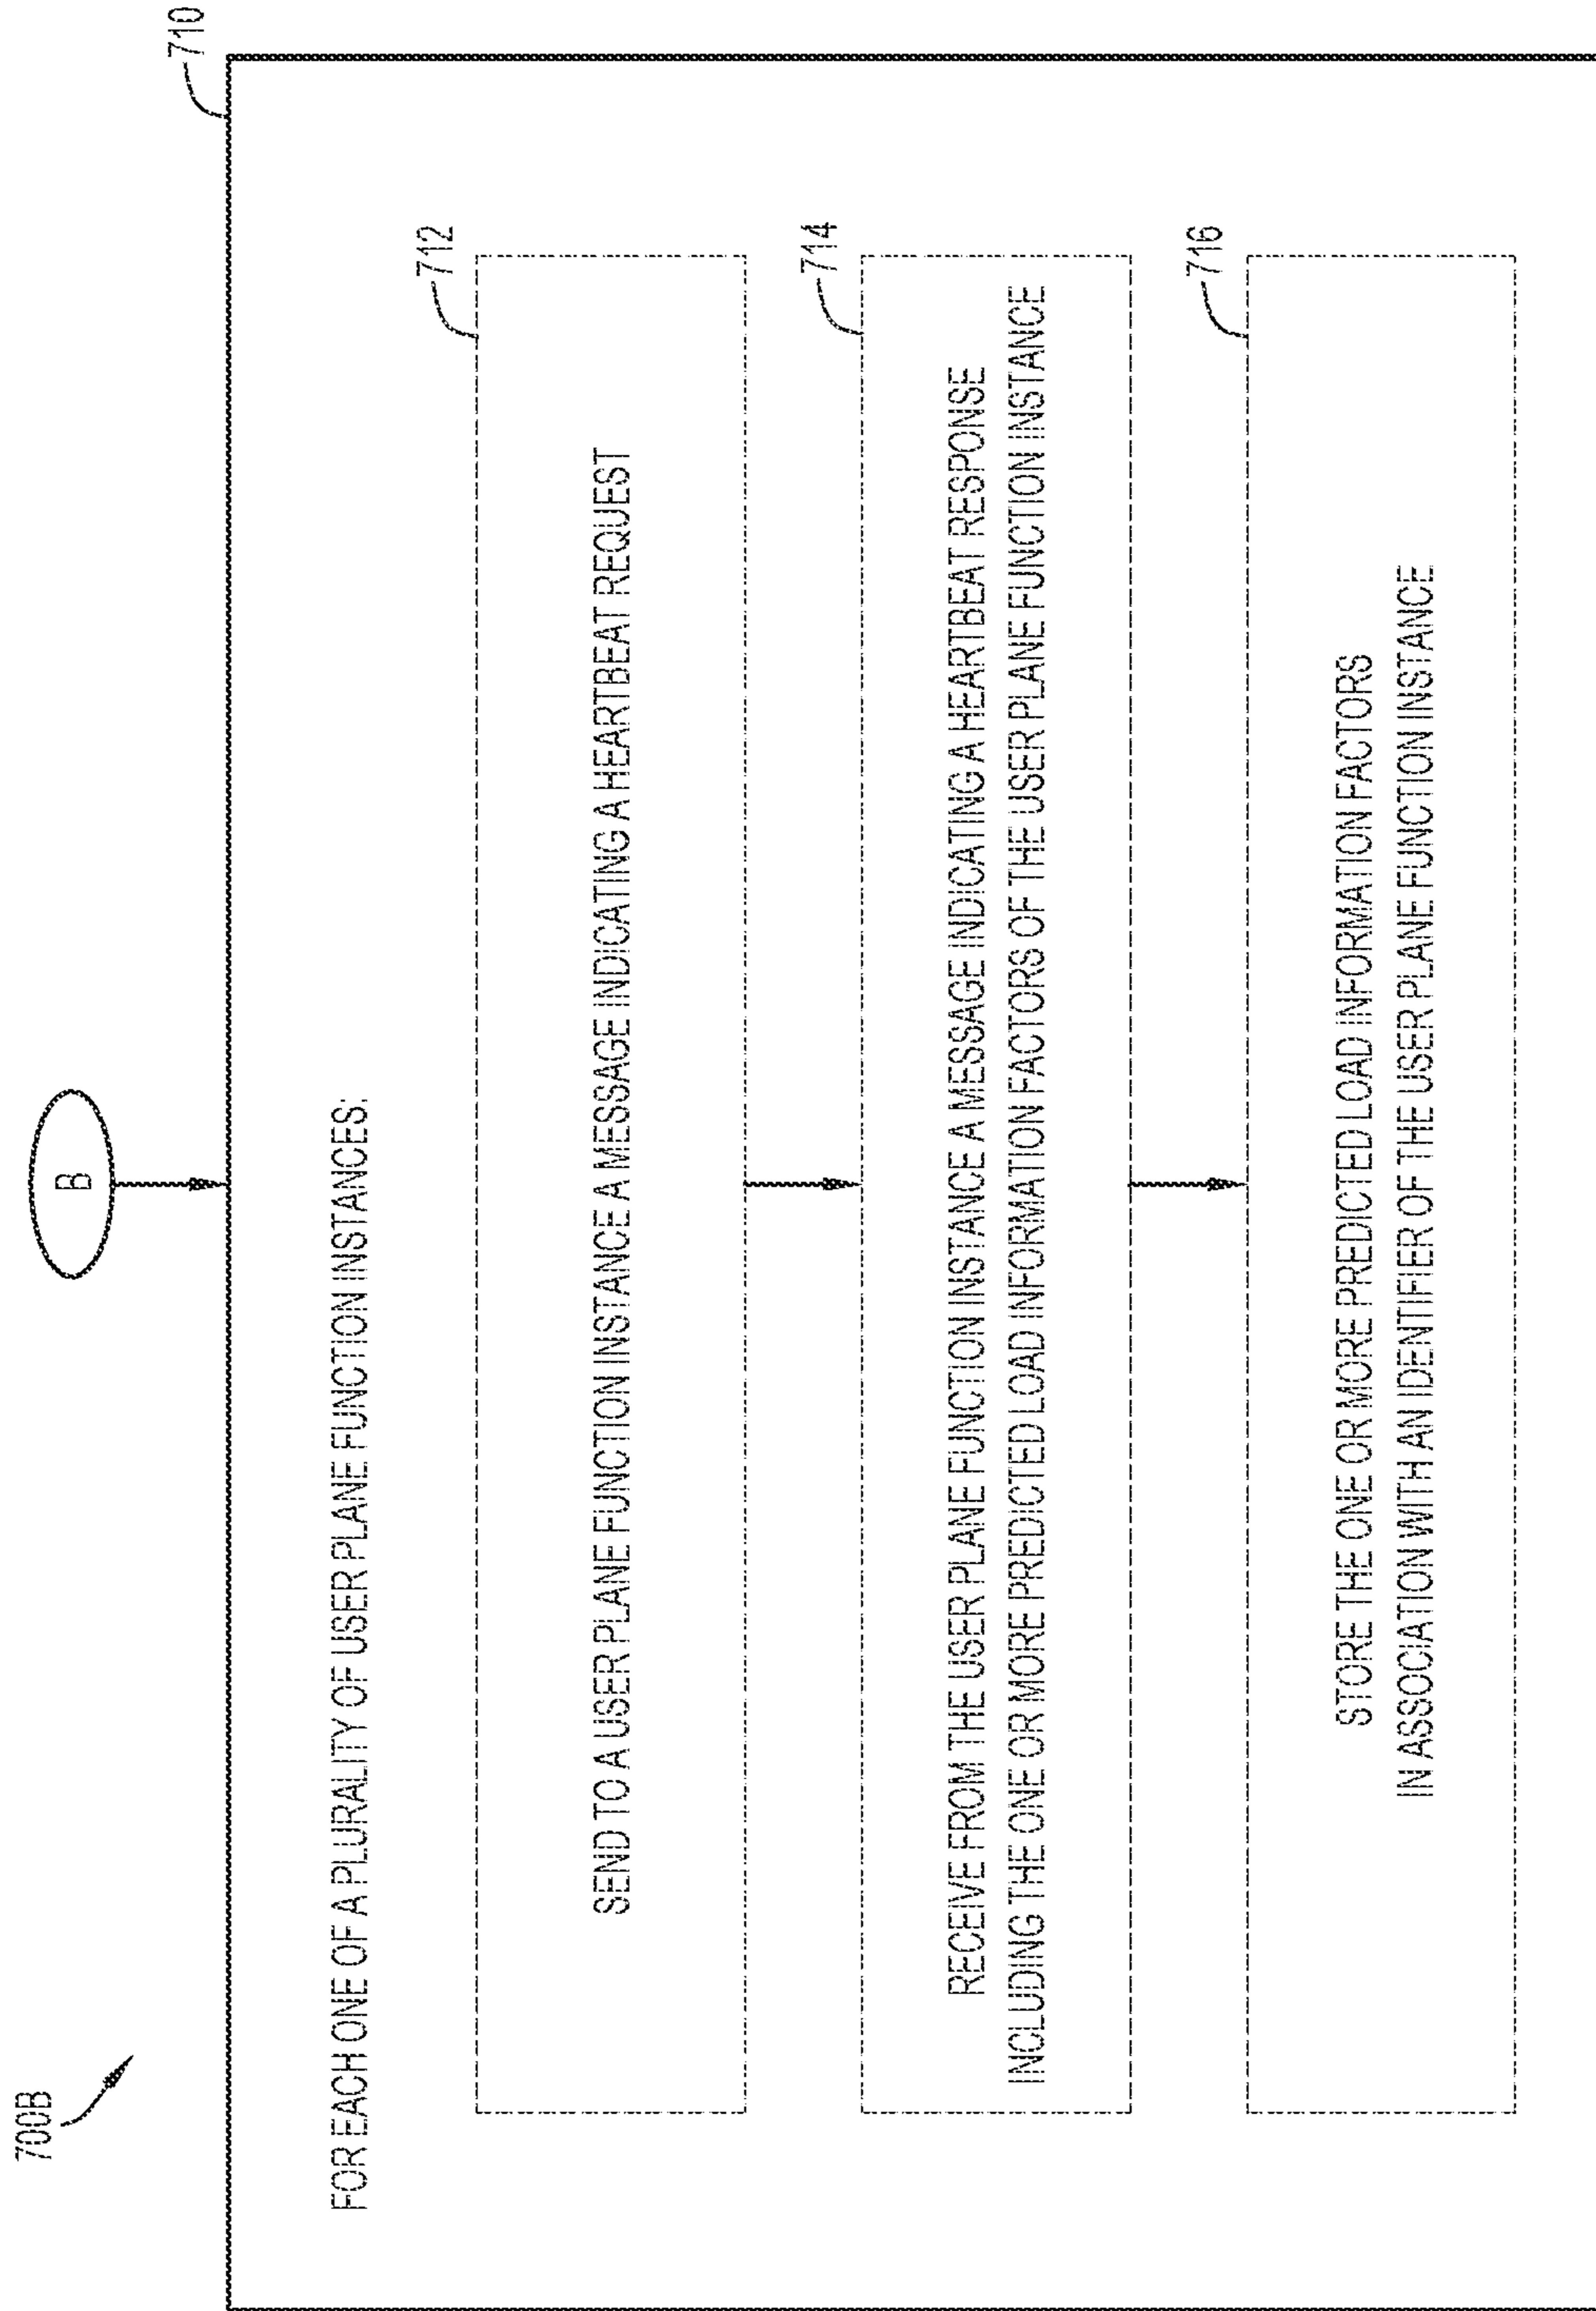 700B
B
710
FOR EACH ONE OF A PLURALITY OF USER PLANE FUNCTION INSTANCES:
712
SEND TO A USER PLANE FUNCTION INSTANCE A MESSAGE INDICATING A HEARTBEAT REQUEST
714
RECEIVE FROM THE USER PLANE FUNCTION INSTANCE A MESSAGE INDICATING A HEARTBEAT RESPONSE
INCLUDING THE ONE OR MORE PREDICTED LOAD INFORMATION FACTORS OF THE USER PLANE FUNCTION INSTANCE
716
STORE THE ONE OR MORE PREDICTED LOAD INFORMATION FACTORS
IN ASSOCIATION WITH AN IDENTIFIER OF THE USER PLANE FUNCTION INSTANCE